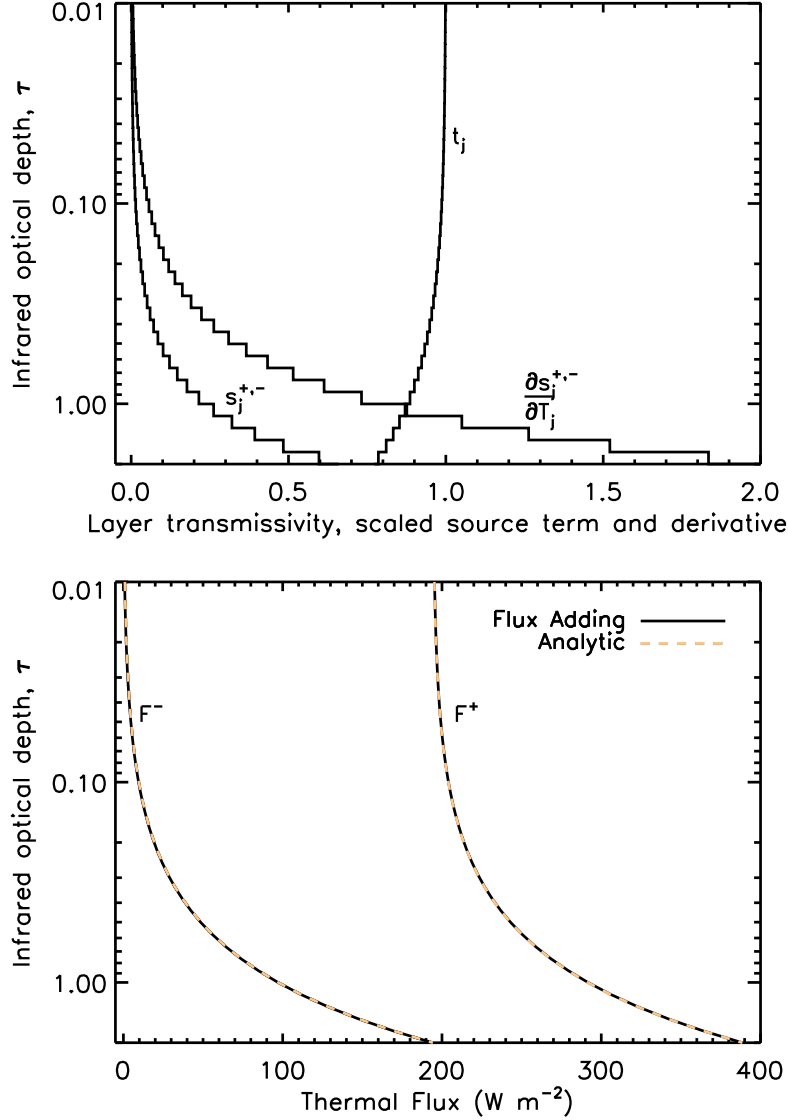 0.01
0.10
1.00
Infrared optical depth, τ
t_j
s_j^{+,-}
∂s_j^{+,-}
∂T_j
0.0 0.5 1.0 1.5 2.0
Layer transmissivity, scaled source term and derivative
0.01
0.10
1.00
Infrared optical depth, τ
Flux Adding
Analytic
F⁻ F⁺
0 100 200 300 400
Thermal Flux (W m⁻²)